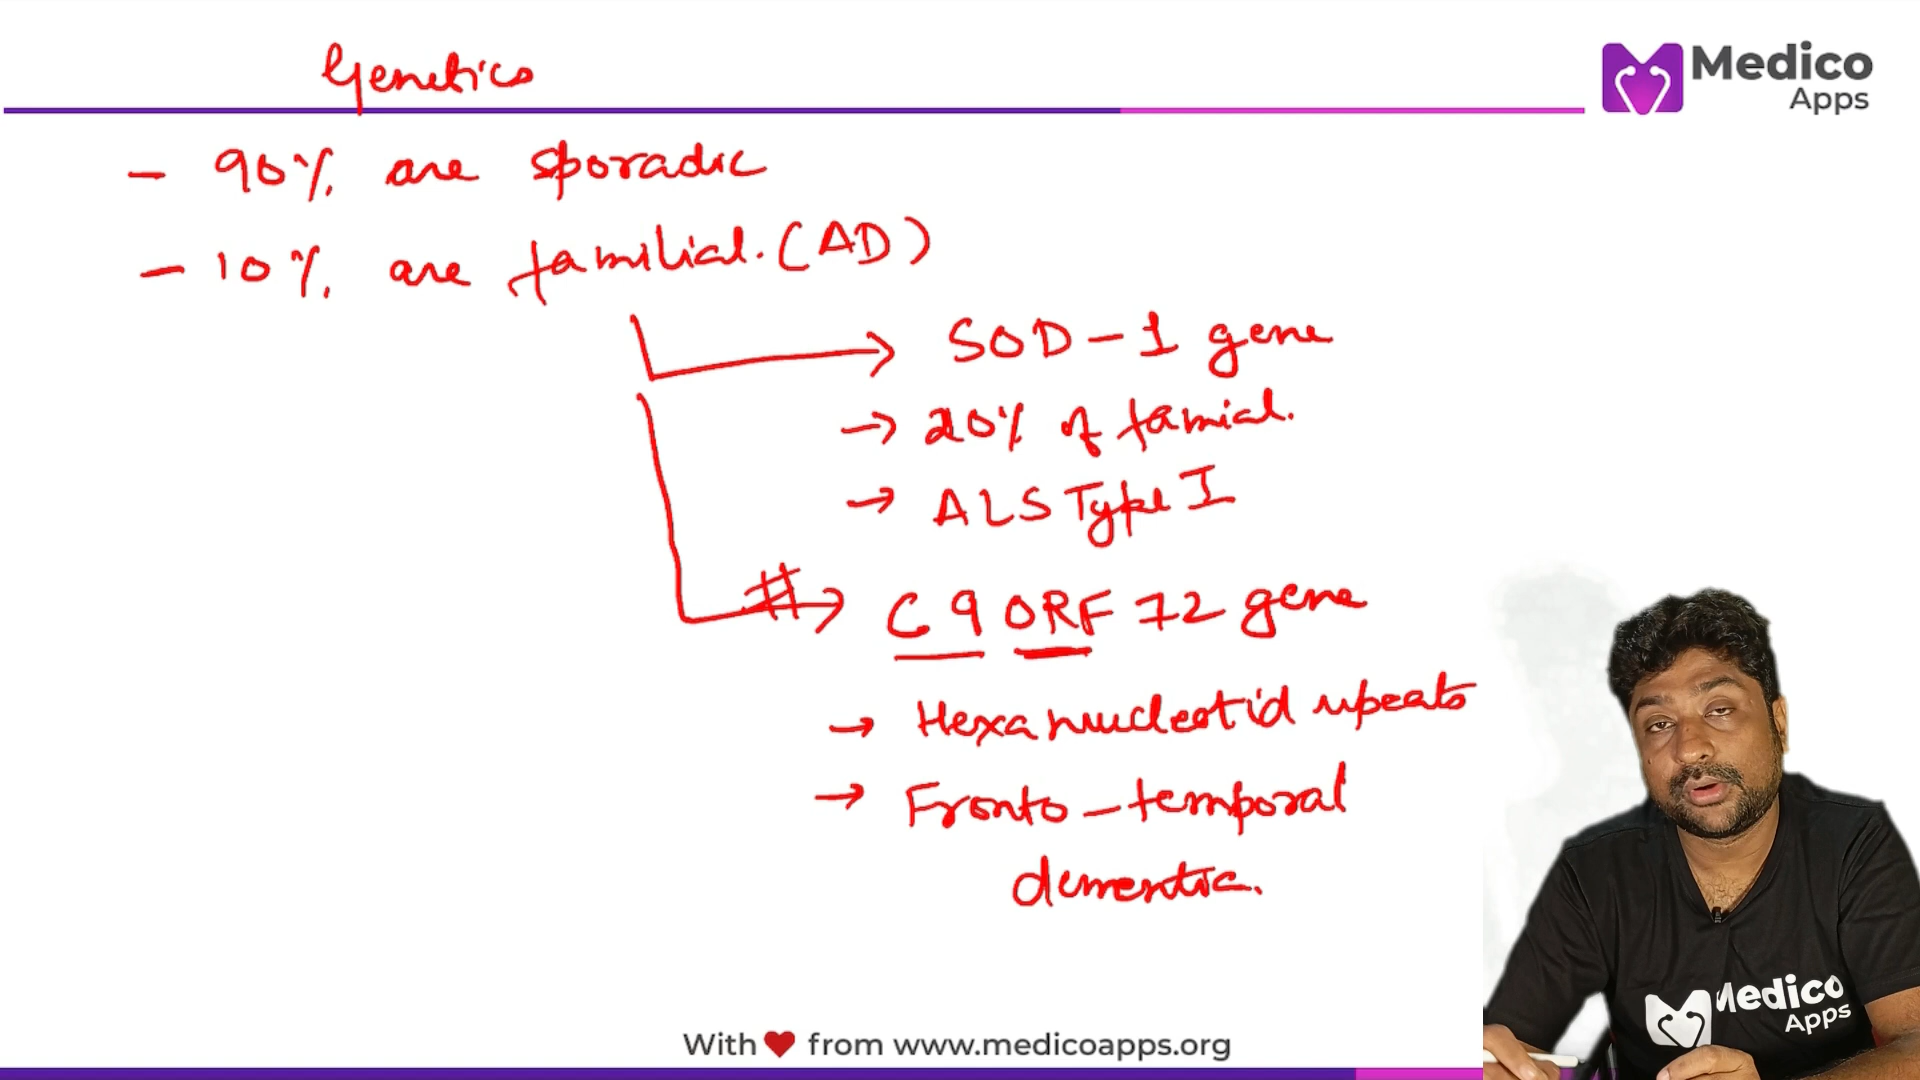 Genetics
Medico
Apps
- 90% are sporadic
- 10% are familial. (AD)
→ SOD-1 gene
→ 20% of famial.
→ ALS Type I
#→ C9ORF72 gene
→ Hexanucleotid repeats
→ Fronto-temporal
dementia.
Medico
Apps
With ❤ from www.medicoapps.org